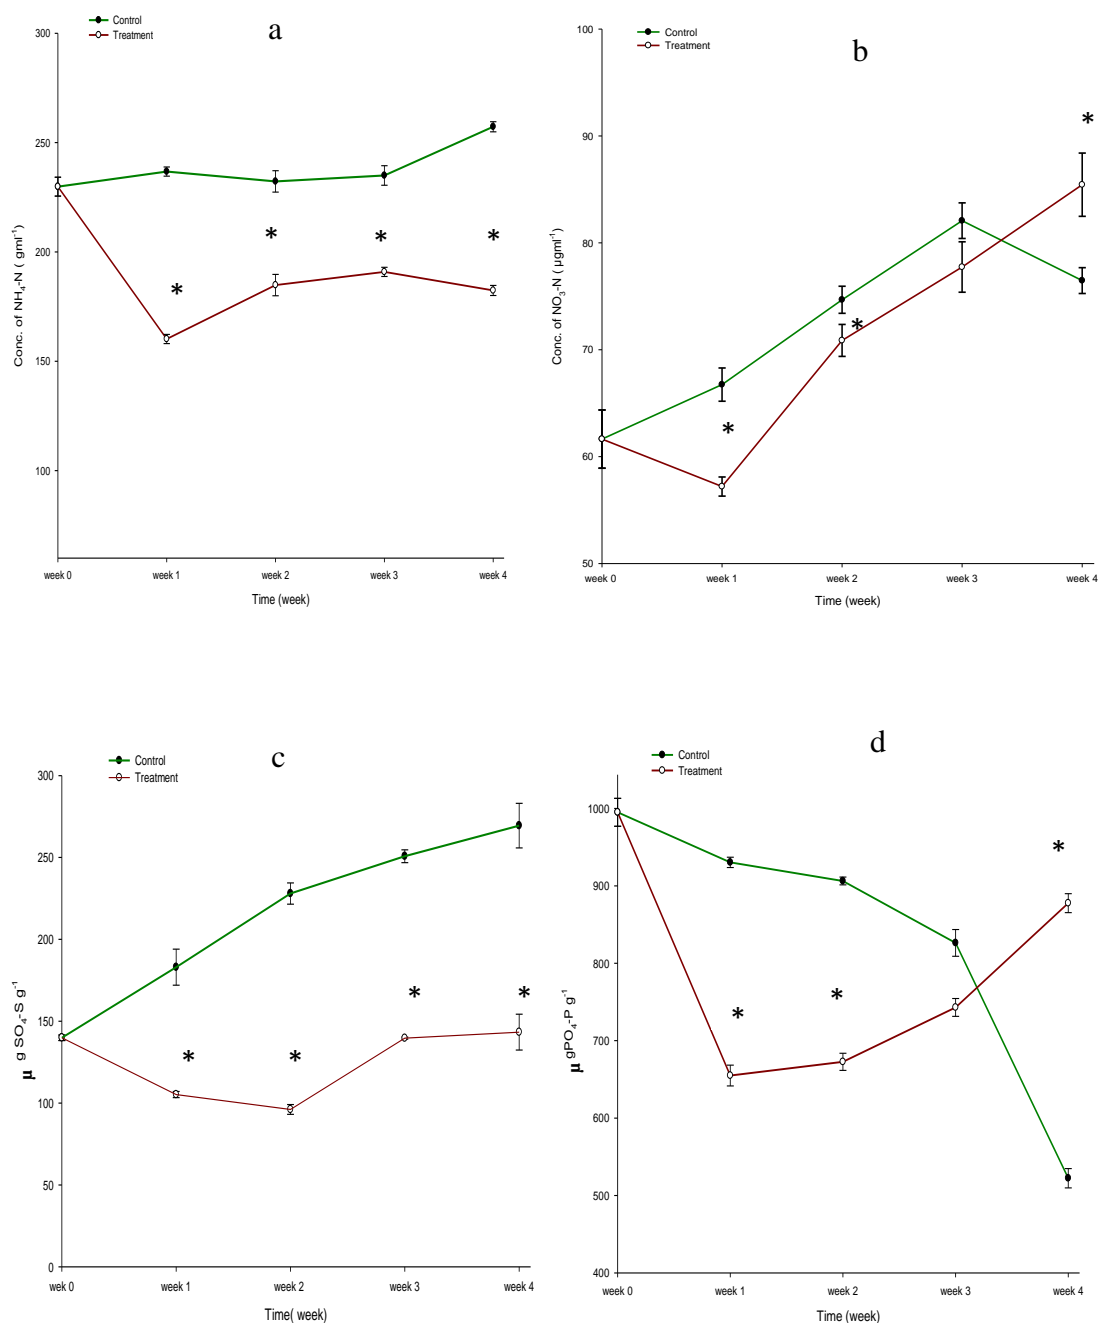 a
Control
Treatment
300
250
200
150
100
Conc. of NH4-N ( gml-1)
*
*
*
*
week 0
week 1
week 2
week 3
week 4
Time (week)
b
Control
Treatment
100
90
80
70
60
50
Conc. of NO3-N ( µgml-1)
*
*
*
week 0
week 1
week 2
week 3
week 4
Time (week)
c
Control
Treatment
300
250
200
150
100
50
0
µ g SO4-S g-1
*
*
*
*
week 0
week 1
week 2
week 3
week 4
Time( week)
d
Control
Treatment
1000
900
800
700
600
500
400
µ gPO4-P g-1
*
*
*
week 0
week 1
week 2
week 3
week 4
Time (week)